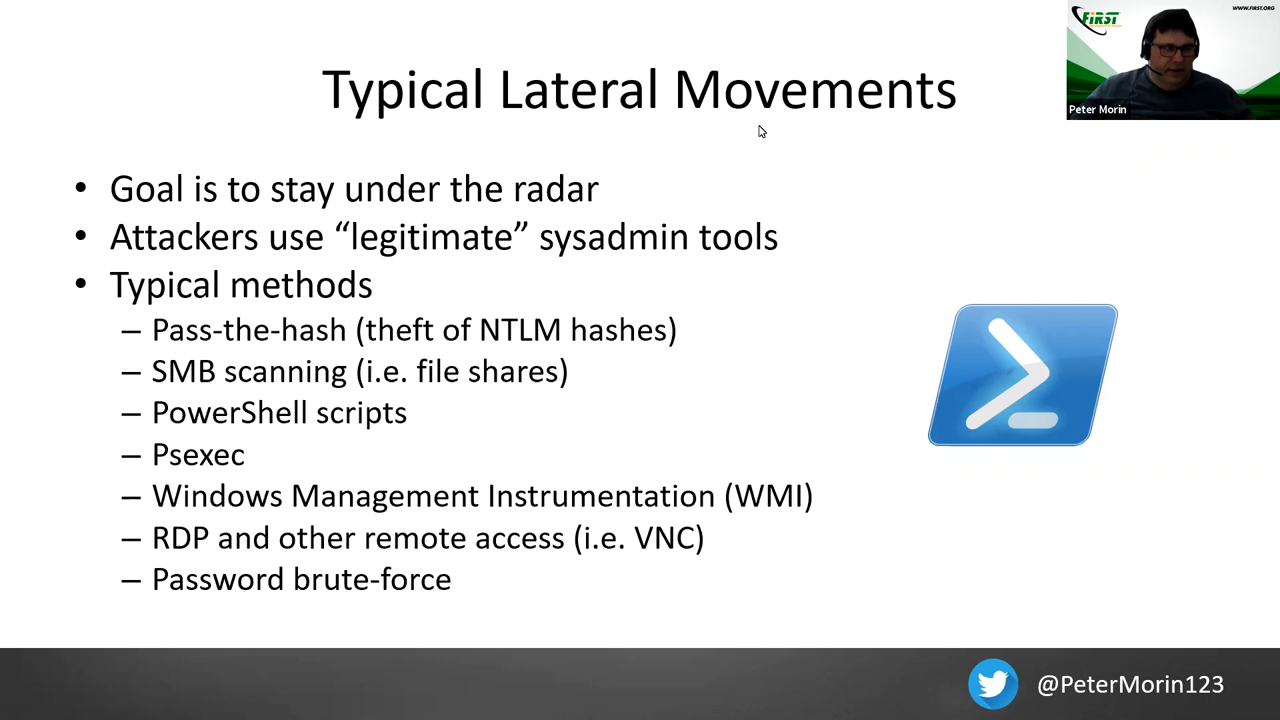 WWW.FIRST.ORG
FiRST
Peter Morin
Typical Lateral Movements
• Goal is to stay under the radar
• Attackers use “legitimate” sysadmin tools
• Typical methods
– Pass-the-hash (theft of NTLM hashes)
– SMB scanning (i.e. file shares)
– PowerShell scripts
– Psexec
– Windows Management Instrumentation (WMI)
– RDP and other remote access (i.e. VNC)
– Password brute-force
@PeterMorin123